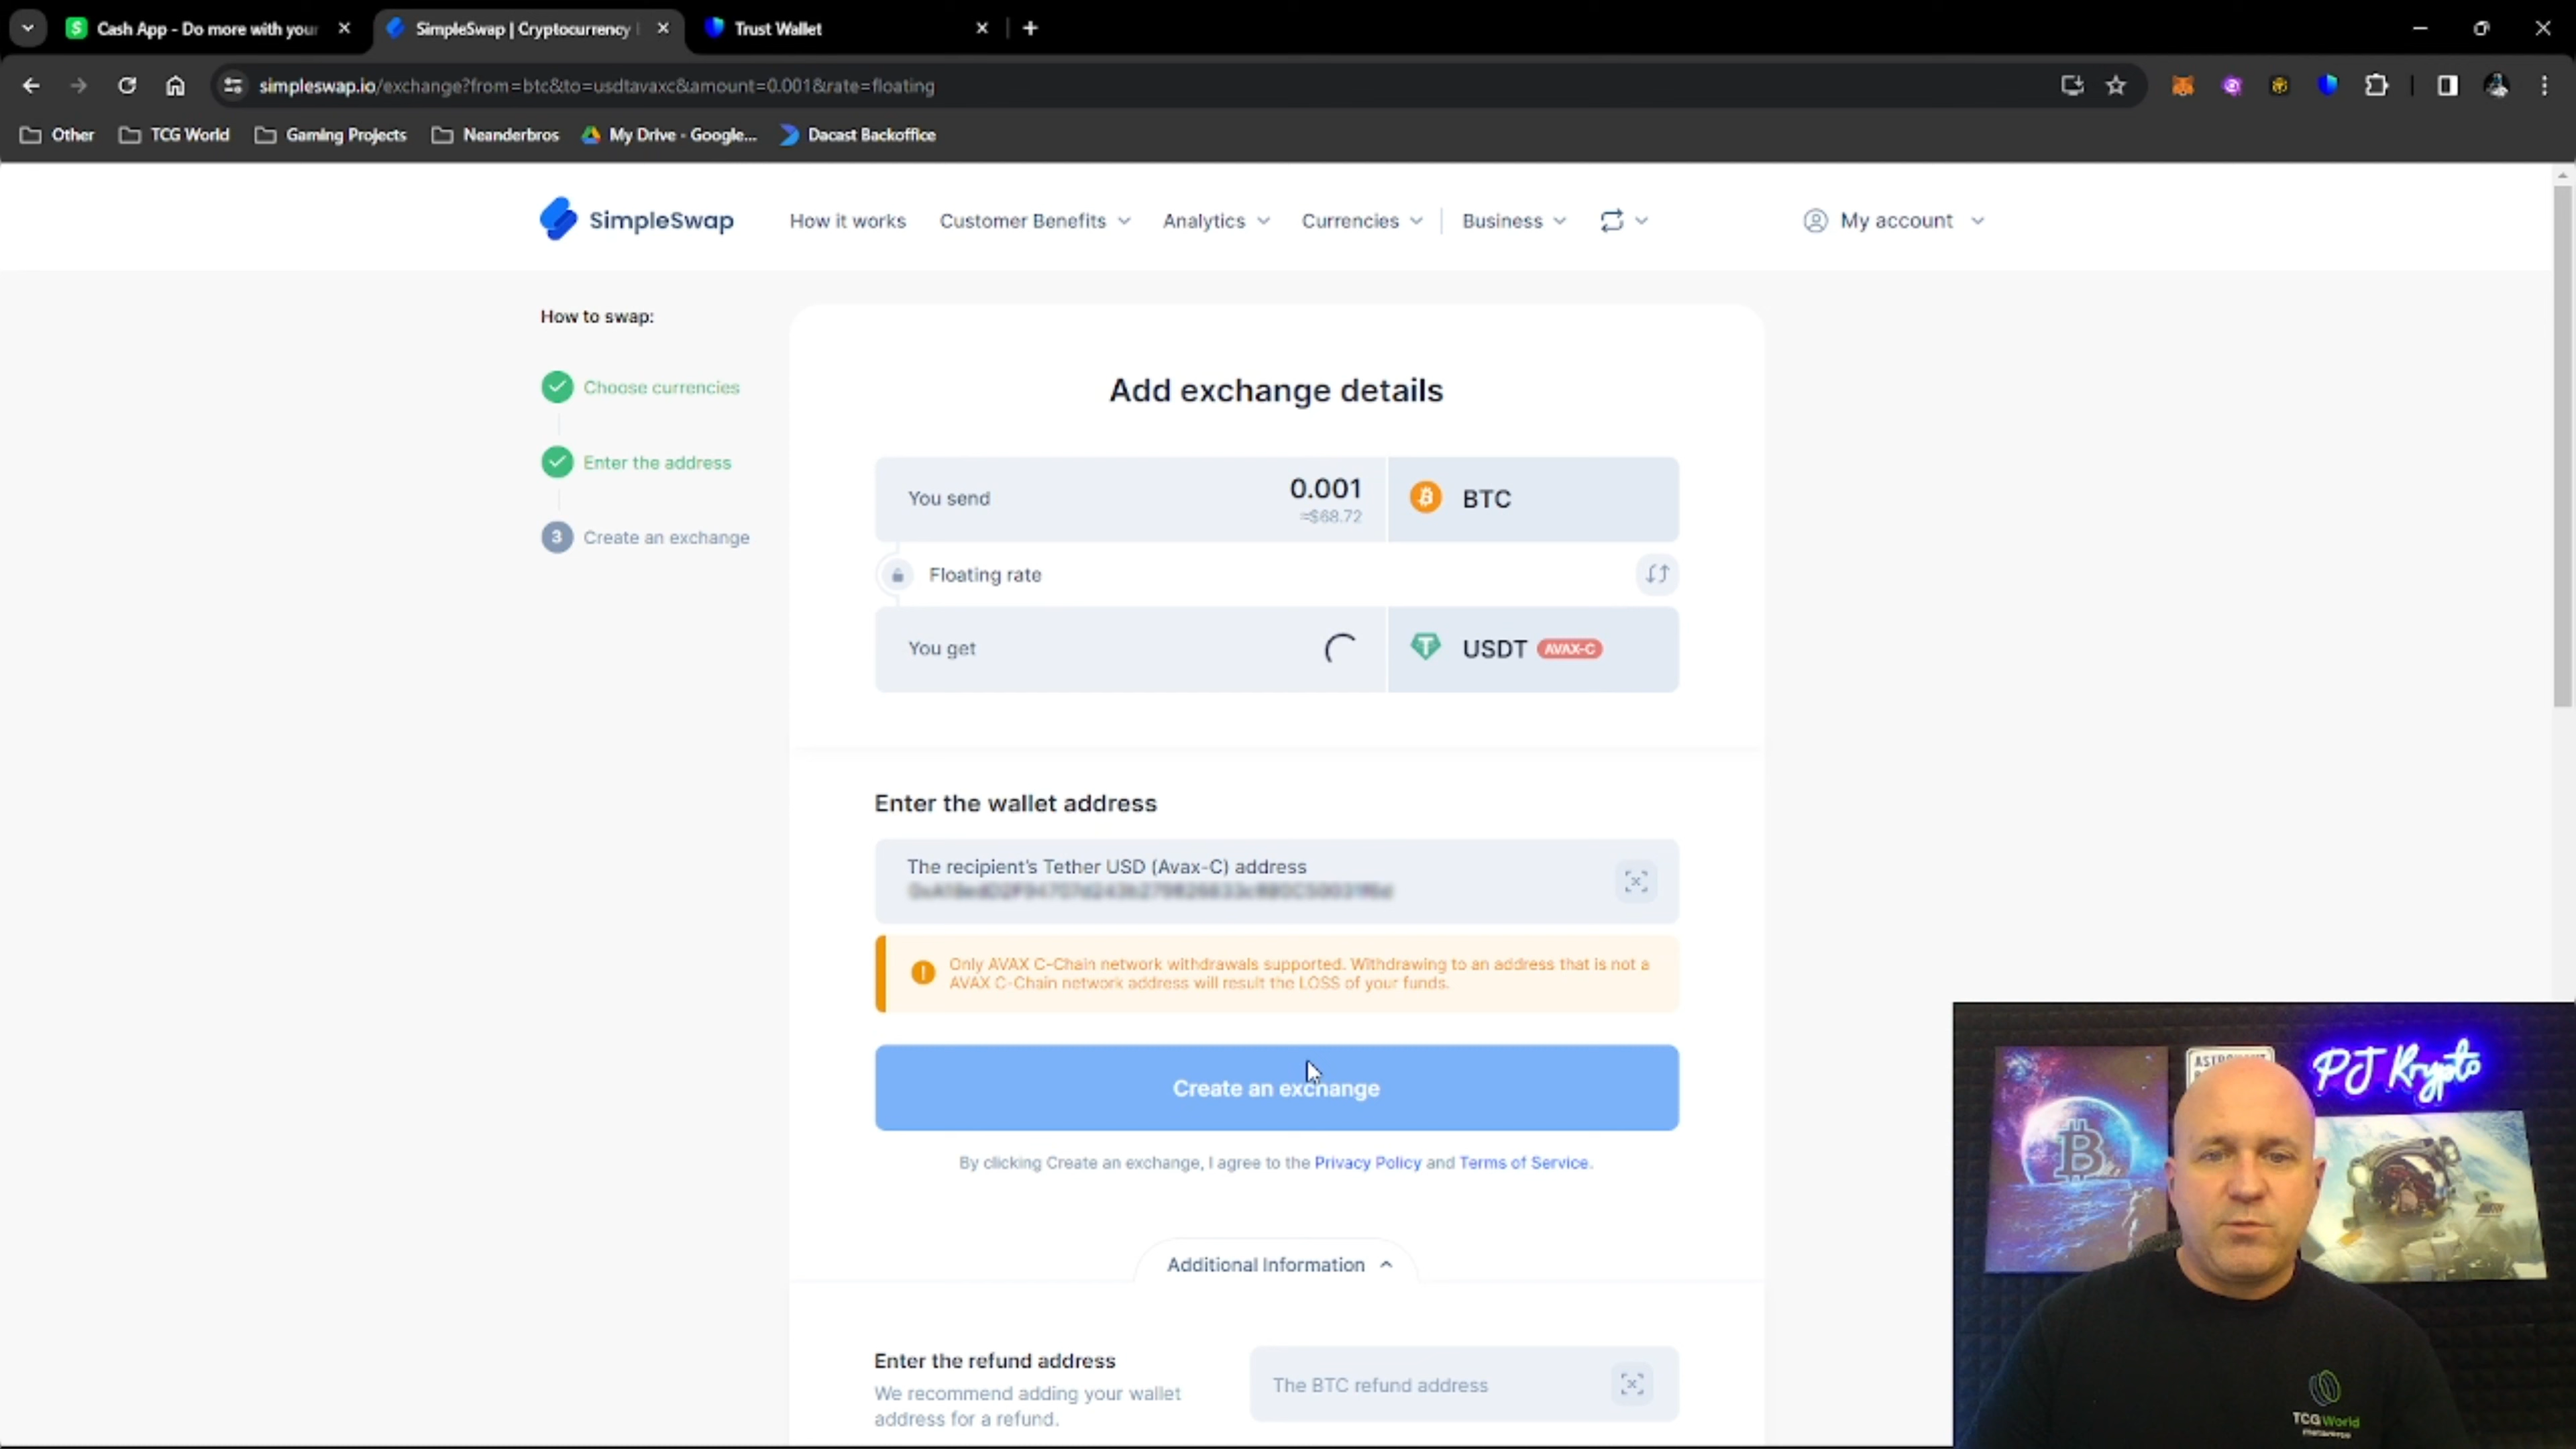 Cash App - Do more with your
SimpleSwap | Cryptocurrency
Trust Wallet
simpleswap.io/exchange?from=btc&to=usdtavaxc&amount=0.001&rate=floating
Other
TCG World
Gaming Projects
Neanderbros
My Drive - Google...
Dacast Backoffice
SimpleSwap
How it works
Customer Benefits
Analytics
Currencies
Business
My account
How to swap:
Choose currencies
Enter the address
3 Create an exchange
Add exchange details
You send
0.001
≈$68.72
BTC
Floating rate
You get
USDT AVAX-C
Enter the wallet address
The recipient's Tether USD (Avax-C) address
Only AVAX C-Chain network withdrawals supported. Withdrawing to an address that is not a
AVAX C-Chain network address will result the LOSS of your funds.
Create an exchange
By clicking Create an exchange, I agree to the Privacy Policy and Terms of Service.
Additional Information
Enter the refund address
We recommend adding your wallet
address for a refund.
The BTC refund address
PJ Krypto
TCG World